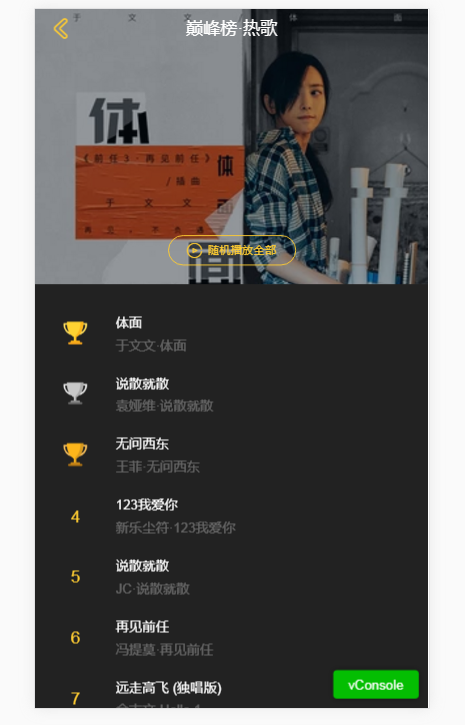 于 文 文 体 面
巅峰榜·热歌
体
《前任3·再见前任》
体
/ 插曲
于 文 文
面
随机播放全部
体面
于文文·体面
说散就散
袁娅维·说散就散
无问西东
王菲·无问西东
4
123我爱你
新乐尘符·123我爱你
5
说散就散
JC·说散就散
6
再见前任
冯提莫·再见前任
7
远走高飞 (独唱版)
vConsole